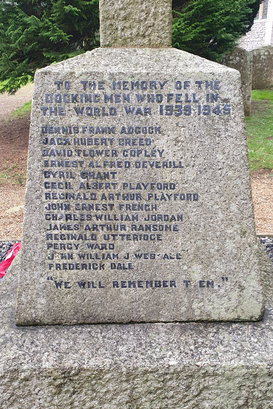 TO THE MEMORY OF THE
DOCKING MEN WHO FELL IN
THE WORLD WAR 1939-1945
DENNIS FRANK ADCOCK
JACK HUBERT CREED
DAVID FLOWER COPLEY
ERNEST ALFRED DEVERILL
CYRIL GRANT
CECIL ALBERT PLAYFORD
REGINALD ARTHUR PLAYFORD
JOHN ERNEST FRENCH
CHARLES WILLIAM JORDAN
JAMES ARTHUR RANSOME
REGINALD UTTERIDGE
PERCY WARD
WILLIAM J
FREDERICK DALE
"WE WILL REMEMBER THEM."